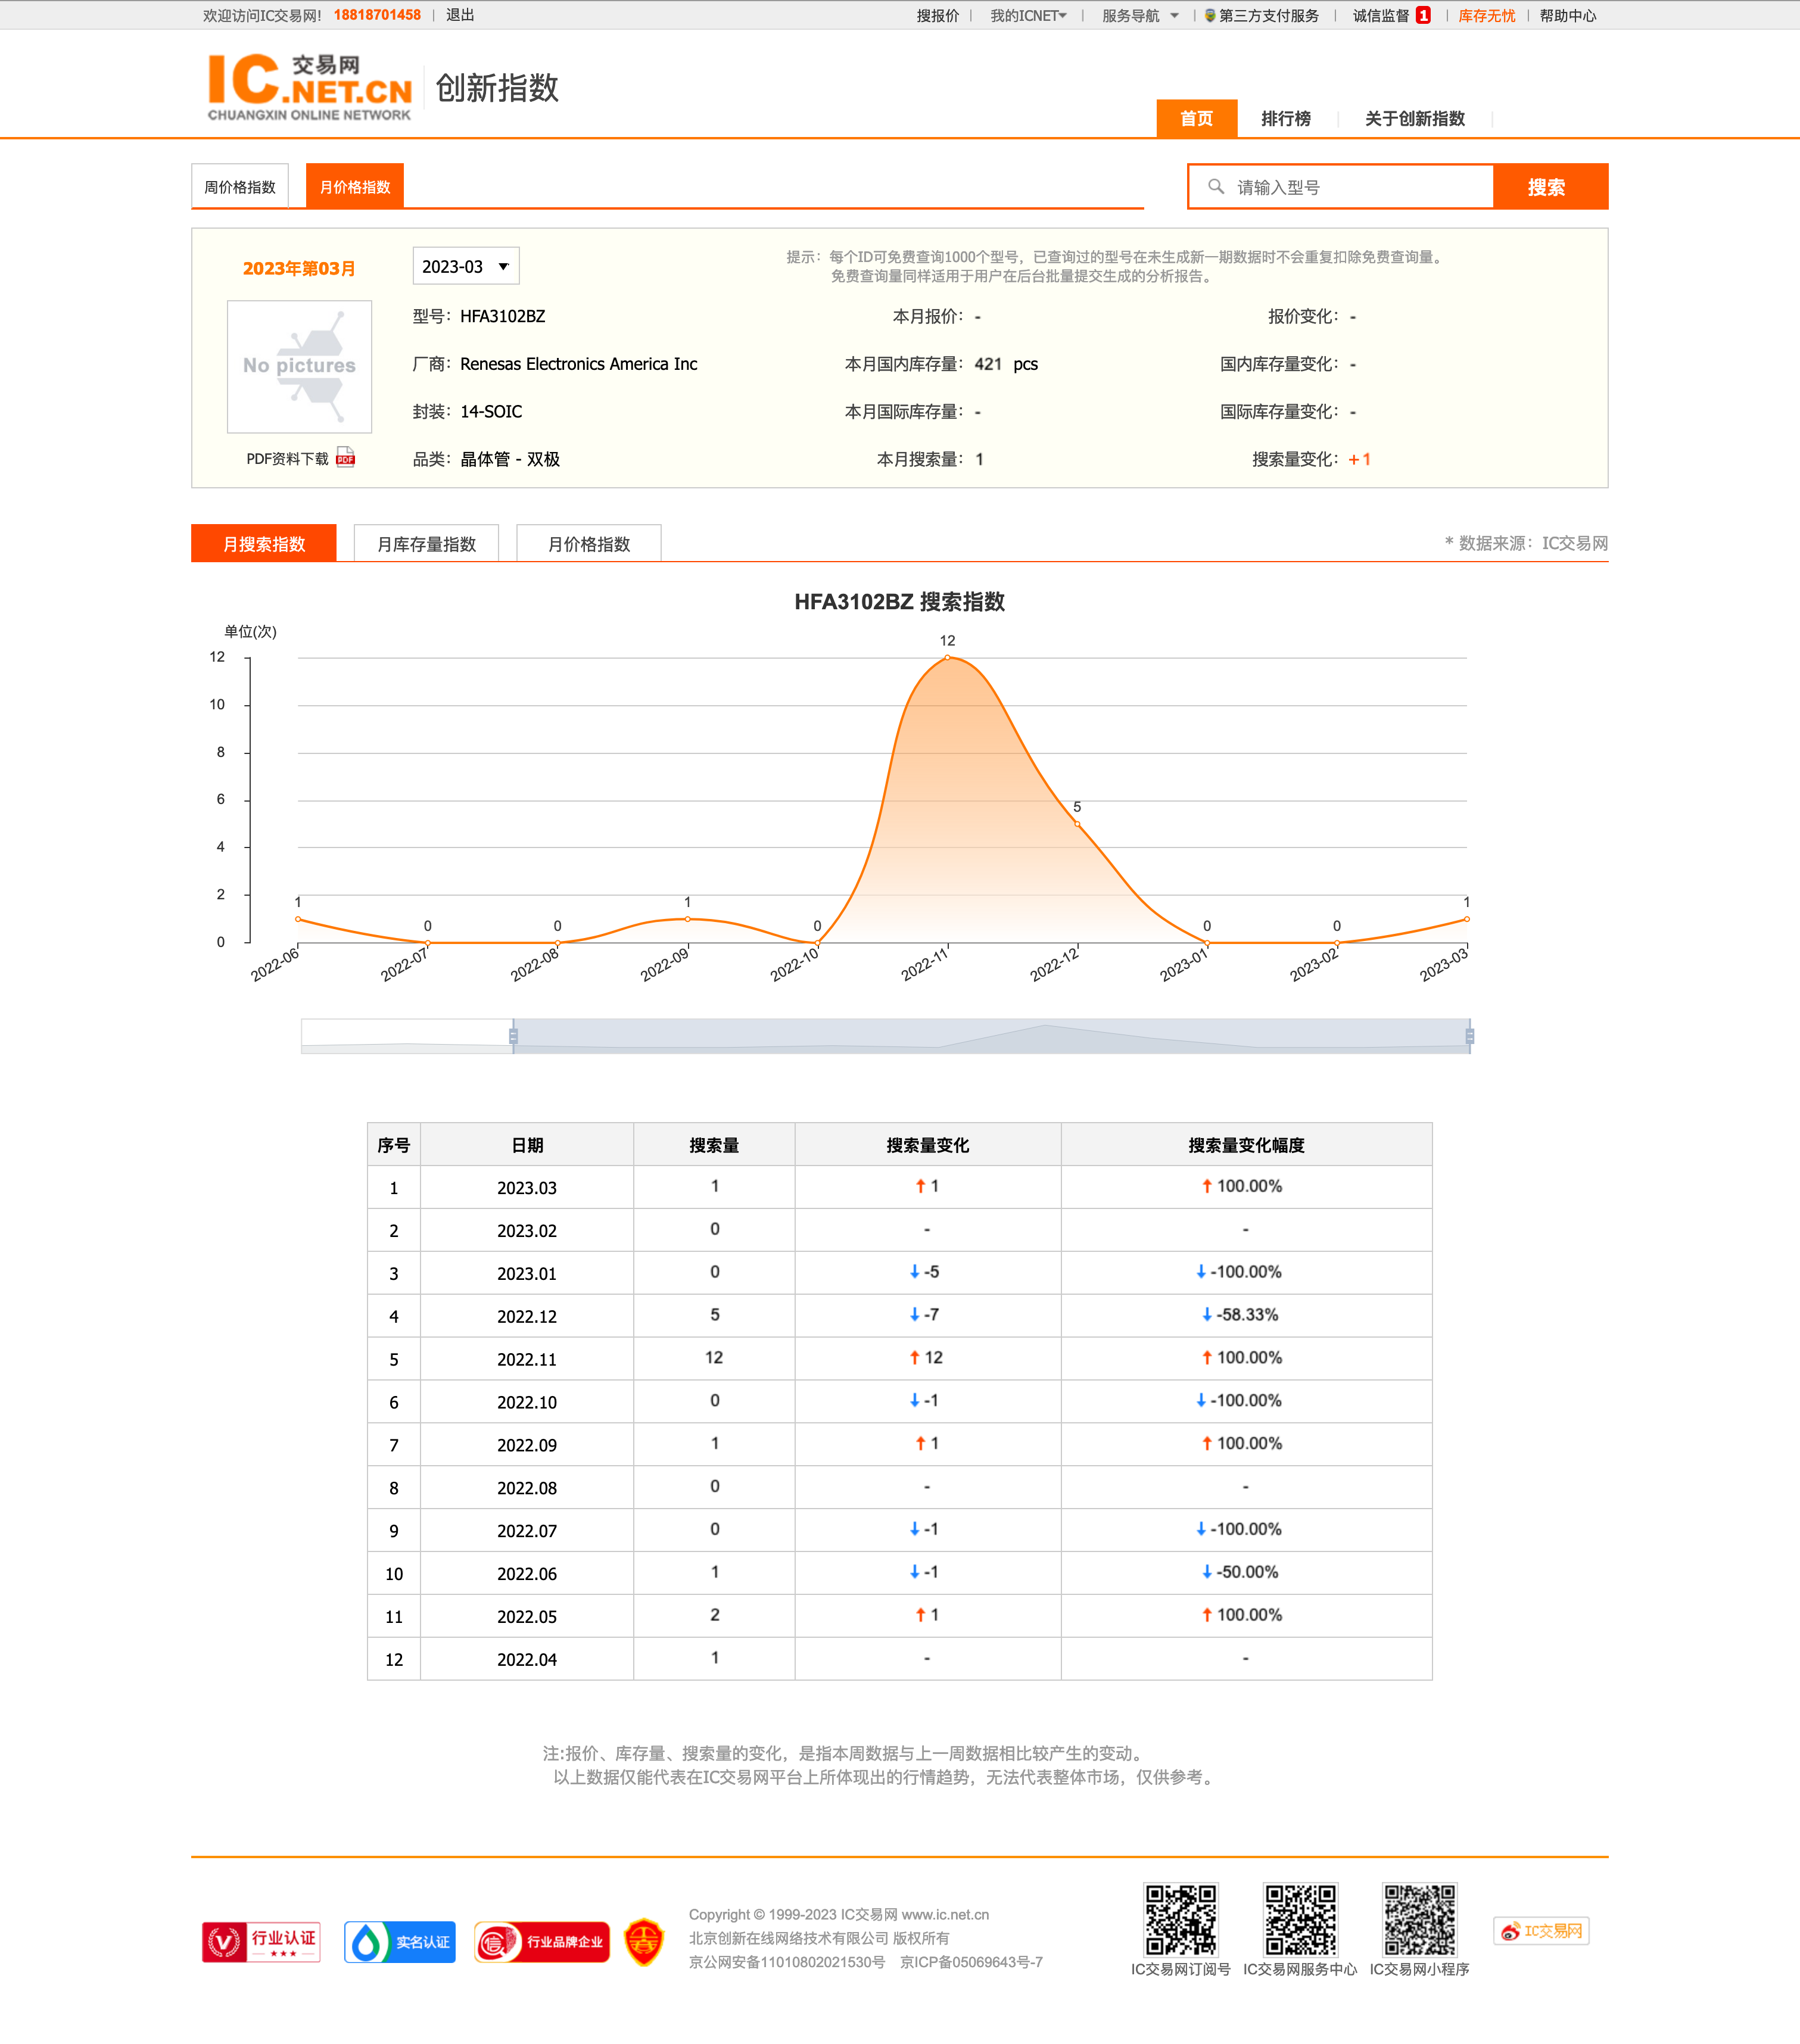 欢迎访问IC交易网! 18818701458 | 退出
搜报价 | 我的ICNET | 服务导航 | 第三方支付服务 | 诚信监督 1 | 库存无忧 | 帮助中心
IC.NET.CN 交易网
CHUANGXIN ONLINE NETWORK
创新指数
首页 排行榜 关于创新指数
周价格指数 月价格指数
请输入型号 搜索
2023年第03月 2023-03
提示：每个ID可免费查询1000个型号，已查询过的型号在未生成新一期数据时不会重复扣除免费查询量。
免费查询量同样适用于用户在后台批量提交生成的分析报告。
No pictures
PDF资料下载 PDF
型号：HFA3102BZ 本月报价：- 报价变化：-
厂商：Renesas Electronics America Inc 本月国内库存量：421 pcs 国内库存量变化：-
封装：14-SOIC 本月国际库存量：- 国际库存量变化：-
品类：晶体管 - 双极 本月搜索量：1 搜索量变化：+1
月搜索指数 月库存量指数 月价格指数
* 数据来源：IC交易网
HFA3102BZ 搜索指数
单位(次)
12
10
8
6
4
2
0
1 0 0 1 0 12 5 0 0 1
2022-06 2022-07 2022-08 2022-09 2022-10 2022-11 2022-12 2023-01 2023-02 2023-03
序号 日期 搜索量 搜索量变化 搜索量变化幅度
1 2023.03 1 ↑ 1 ↑ 100.00%
2 2023.02 0 - -
3 2023.01 0 ↓ -5 ↓ -100.00%
4 2022.12 5 ↓ -7 ↓ -58.33%
5 2022.11 12 ↑ 12 ↑ 100.00%
6 2022.10 0 ↓ -1 ↓ -100.00%
7 2022.09 1 ↑ 1 ↑ 100.00%
8 2022.08 0 - -
9 2022.07 0 ↓ -1 ↓ -100.00%
10 2022.06 1 ↓ -1 ↓ -50.00%
11 2022.05 2 ↑ 1 ↑ 100.00%
12 2022.04 1 - -
注:报价、库存量、搜索量的变化，是指本周数据与上一周数据相比较产生的变动。
以上数据仅能代表在IC交易网平台上所体现出的行情趋势，无法代表整体市场，仅供参考。
行业认证
实名认证
信 行业品牌企业
Copyright © 1999-2023 IC交易网 www.ic.net.cn
北京创新在线网络技术有限公司 版权所有
京公网安备11010802021530号 京ICP备05069643号-7
IC交易网订阅号 IC交易网服务中心 IC交易网小程序
IC交易网